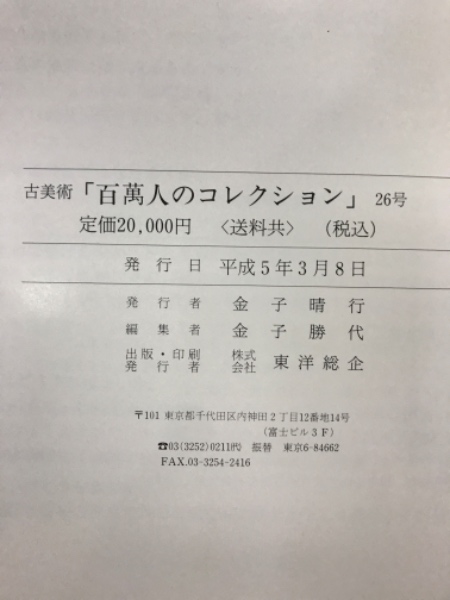 古美術「百萬人のコレクション」26号
定価20,000円 〈送料共〉 (税込)
発行日 平成5年3月8日
発行者 金子晴行
編集者 金子勝代
出版・印刷 発行者 株式会社 東洋総企
〒101 東京都千代田区内神田2丁目12番地14号
(富士ビル3F)
☎03(3252)0211㈹ 振替 東京6-84662
FAX.03-3254-2416